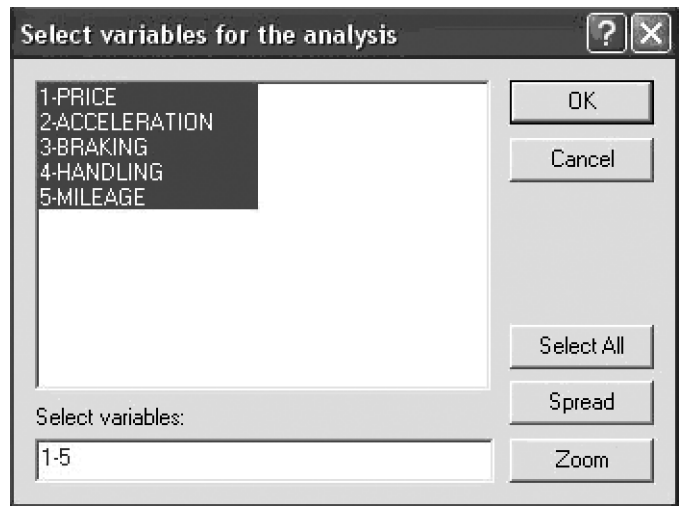 Select variables for the analysis
1-PRICE
2-ACCELERATION
3-BRAKING
4-HANDLING
5-MILEAGE
OK
Cancel
Select All
Spread
Zoom
Select variables:
1-5